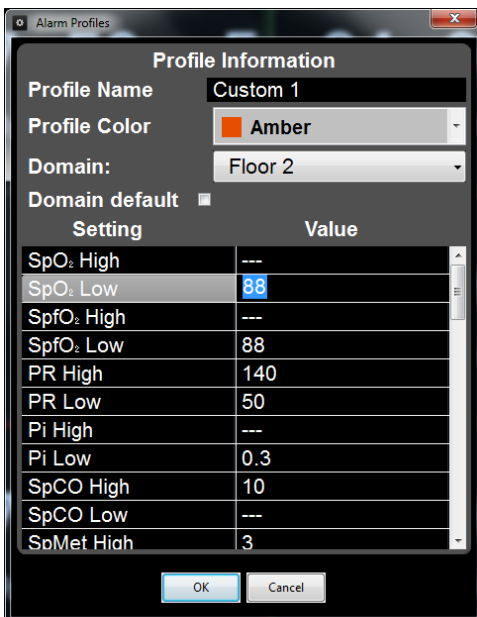 Alarm Profiles
Profile Information
Profile Name Custom 1
Profile Color Amber
Domain: Floor 2
Domain default
Setting Value
SpO₂ High ---
SpO₂ Low 88
SpfO₂ High ---
SpfO₂ Low 88
PR High 140
PR Low 50
Pi High ---
Pi Low 0.3
SpCO High 10
SpCO Low ---
SpMet High 3
OK Cancel